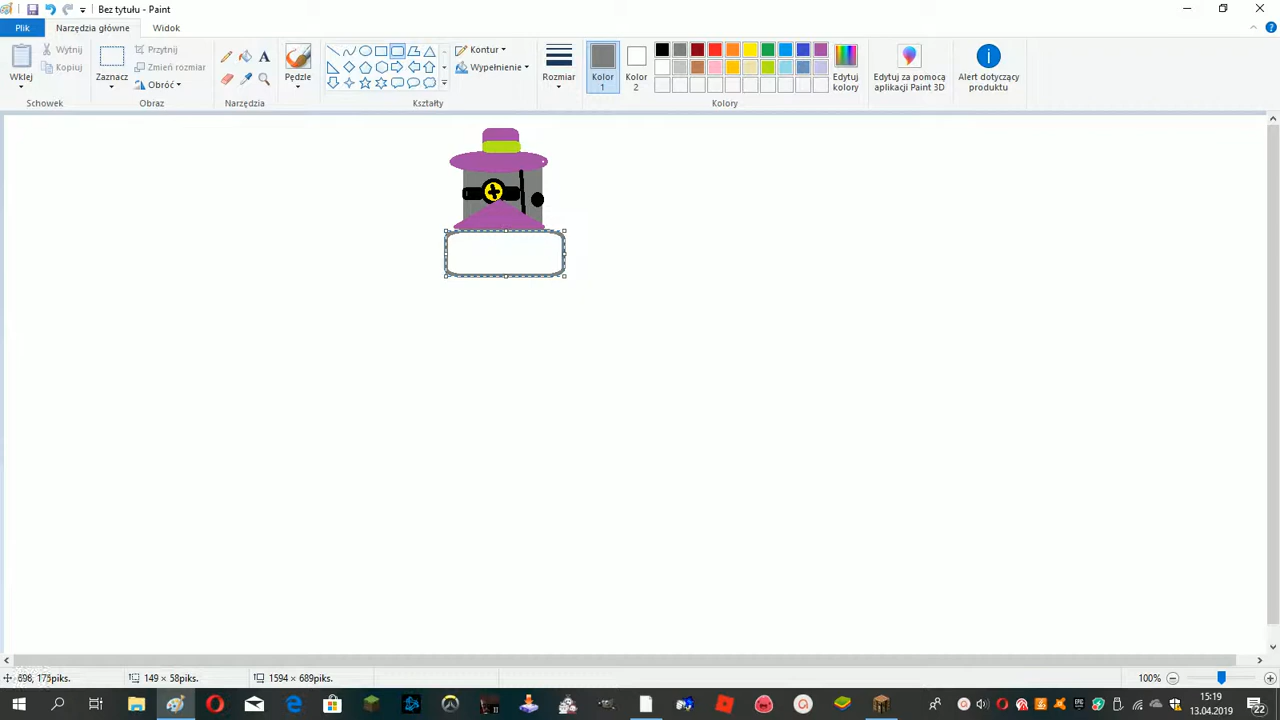 Bez tytułu - Paint
Plik Narzędzia główne Widok
Wklej
Wytnij
Kopiuj
Schowek
Zaznacz
Przytnij
Zmień rozmiar
Obróć
Obraz
A
Narzędzia
Pędzle
Kontur
Wypełnienie
Kształty
Rozmiar
Kolor 1
Kolor 2
Edytuj kolory
Kolory
Edytuj za pomocą aplikacji Paint 3D
Alert dotyczący produktu
149 × 58piks.
1594 × 689piks.
100%
15:19
13.04.2019
22